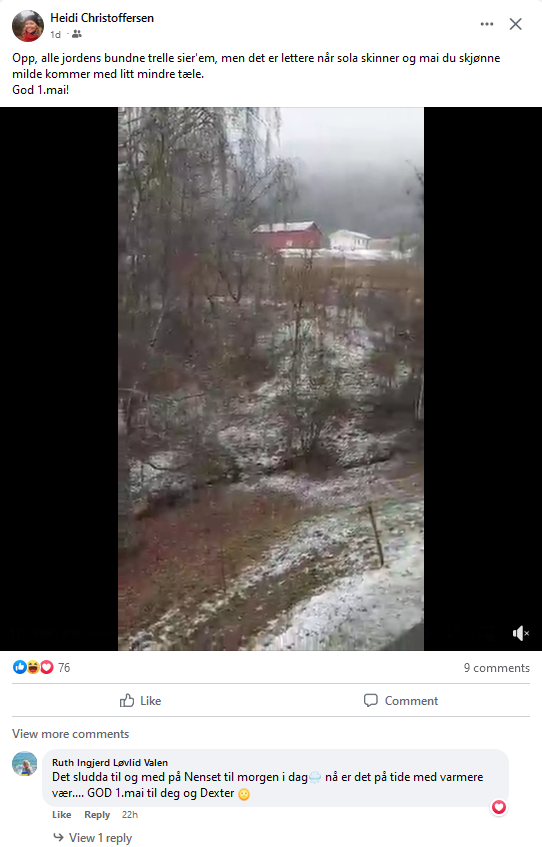 Heidi Christoffersen
1d ·
Opp, alle jordens bundne trelle sier'em, men det er lettere når sola skinner og mai du skjønne
milde kommer med litt mindre tæle.
God 1.mai!
76
9 comments
Like
Comment
View more comments
Ruth Ingjerd Løvlid Valen
Det sludda til og med på Nenset til morgen i dag🌨️ nå er det på tide med varmere
vær.... GOD 1.mai til deg og Dexter 😳
Like Reply 22h
View 1 reply